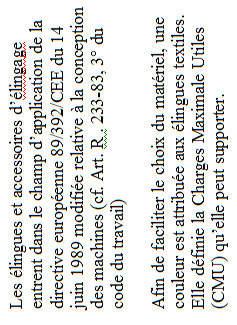 Les élingues et accessoires d'élingage
entrent dans le champ d'application de la
directive européenne 89/392/CEE du 14
juin 1989 modifiée relative à la conception
des machines (cf. Art. R. 233-83, 3° du
code du travail)
Afin de faciliter le choix du matériel, une
couleur est attribuée aux élingues textiles.
Elle définie la Charges Maximale Utiles
(CMU) qu'elle peut supporter.